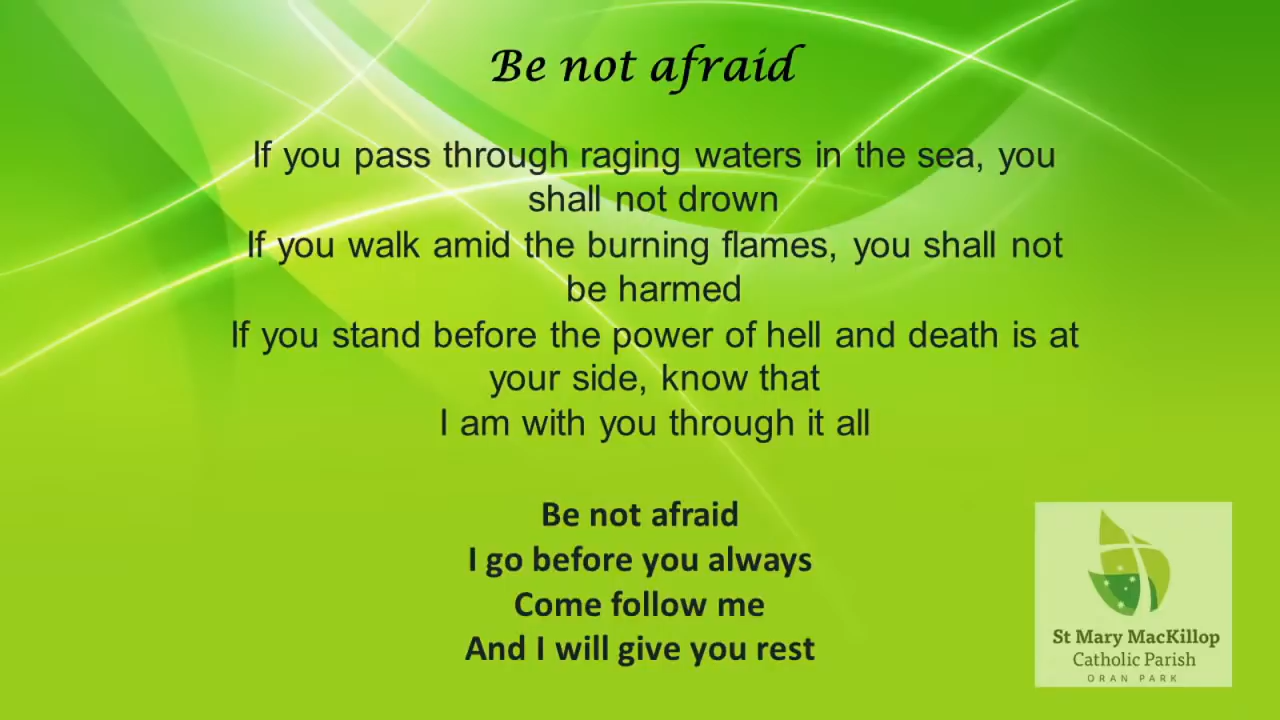 Be not afraid
If you pass through raging waters in the sea, you
shall not drown
If you walk amid the burning flames, you shall not
be harmed
If you stand before the power of hell and death is at
your side, know that
I am with you through it all
Be not afraid
I go before you always
Come follow me
And I will give you rest
St Mary MacKillop
Catholic Parish
ORAN PARK